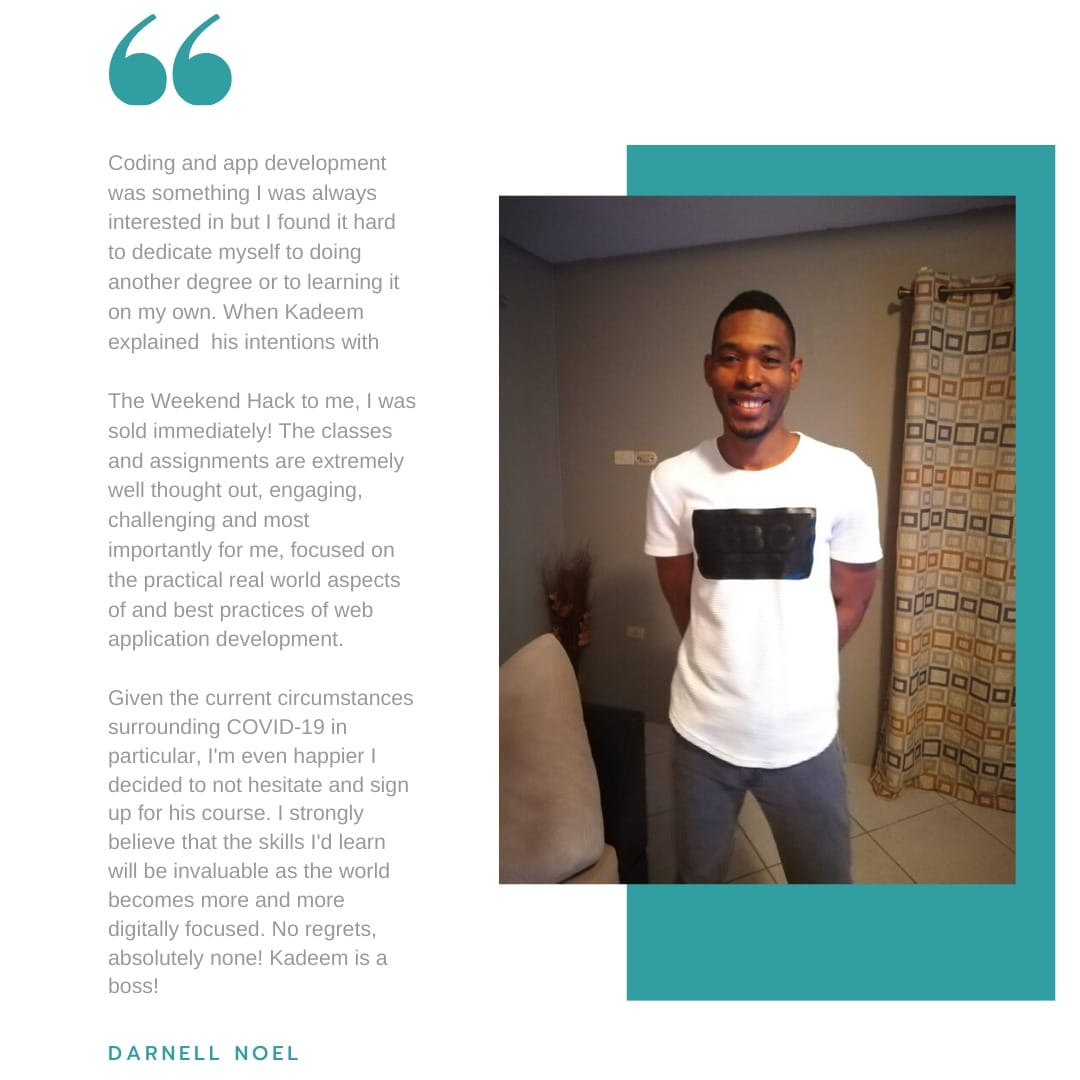 Coding and app development
was something I was always
interested in but I found it hard
to dedicate myself to doing
another degree or to learning it
on my own. When Kadeem
explained  his intentions with
The Weekend Hack to me, I was
sold immediately! The classes
and assignments are extremely
well thought out, engaging,
challenging and most
importantly for me, focused on
the practical real world aspects
of and best practices of web
application development.
Given the current circumstances
surrounding COVID-19 in
particular, I'm even happier I
decided to not hesitate and sign
up for his course. I strongly
believe that the skills I'd learn
will be invaluable as the world
becomes more and more
digitally focused. No regrets,
absolutely none! Kadeem is a
boss!
DARNELL NOEL